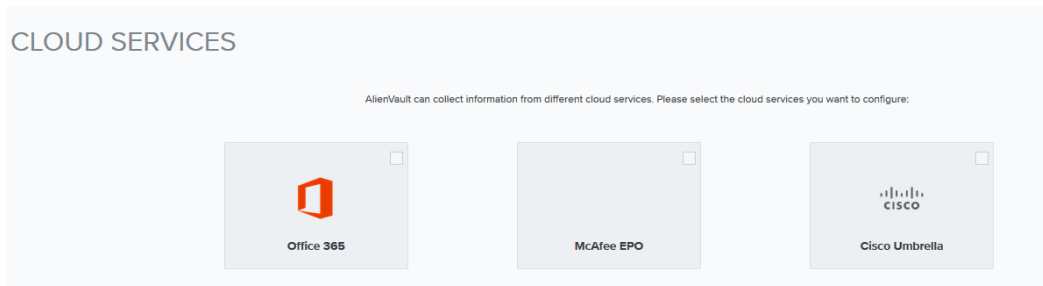 CLOUD SERVICES
AlienVault can collect information from different cloud services. Please select the cloud services you want to configure:
CISCO
Office 365
McAfee EPO
Cisco Umbrella